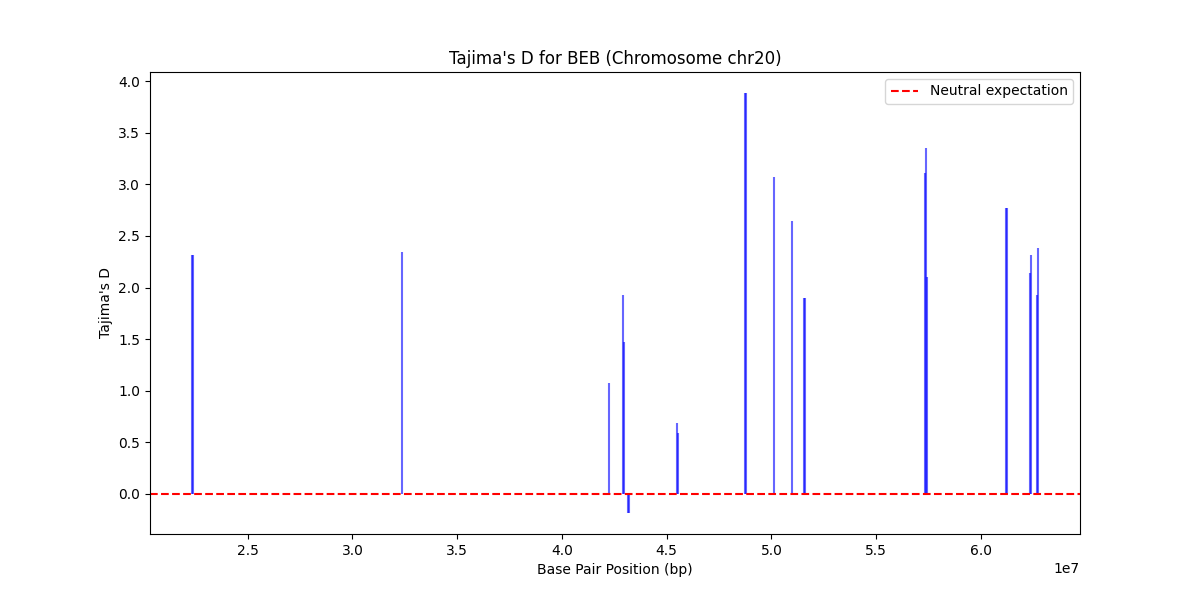 Tajima's D for BEB (Chromosome chr20)
Neutral expectation
Tajima's D
4.0
3.5
3.0
2.5
2.0
1.5
1.0
0.5
0.0
2.5 3.0 3.5 4.0 4.5 5.0 5.5 6.0
1e7
Base Pair Position (bp)